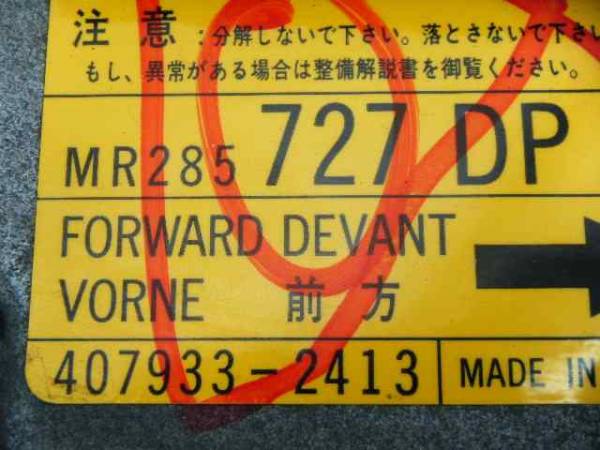 注意:分解しないで下さい。落とさないで下さい
もし、異常がある場合は整備解説書を御覧ください。
MR285 727 DP
FORWARD DEVANT
VORNE 前方
407933-2413 MADE IN